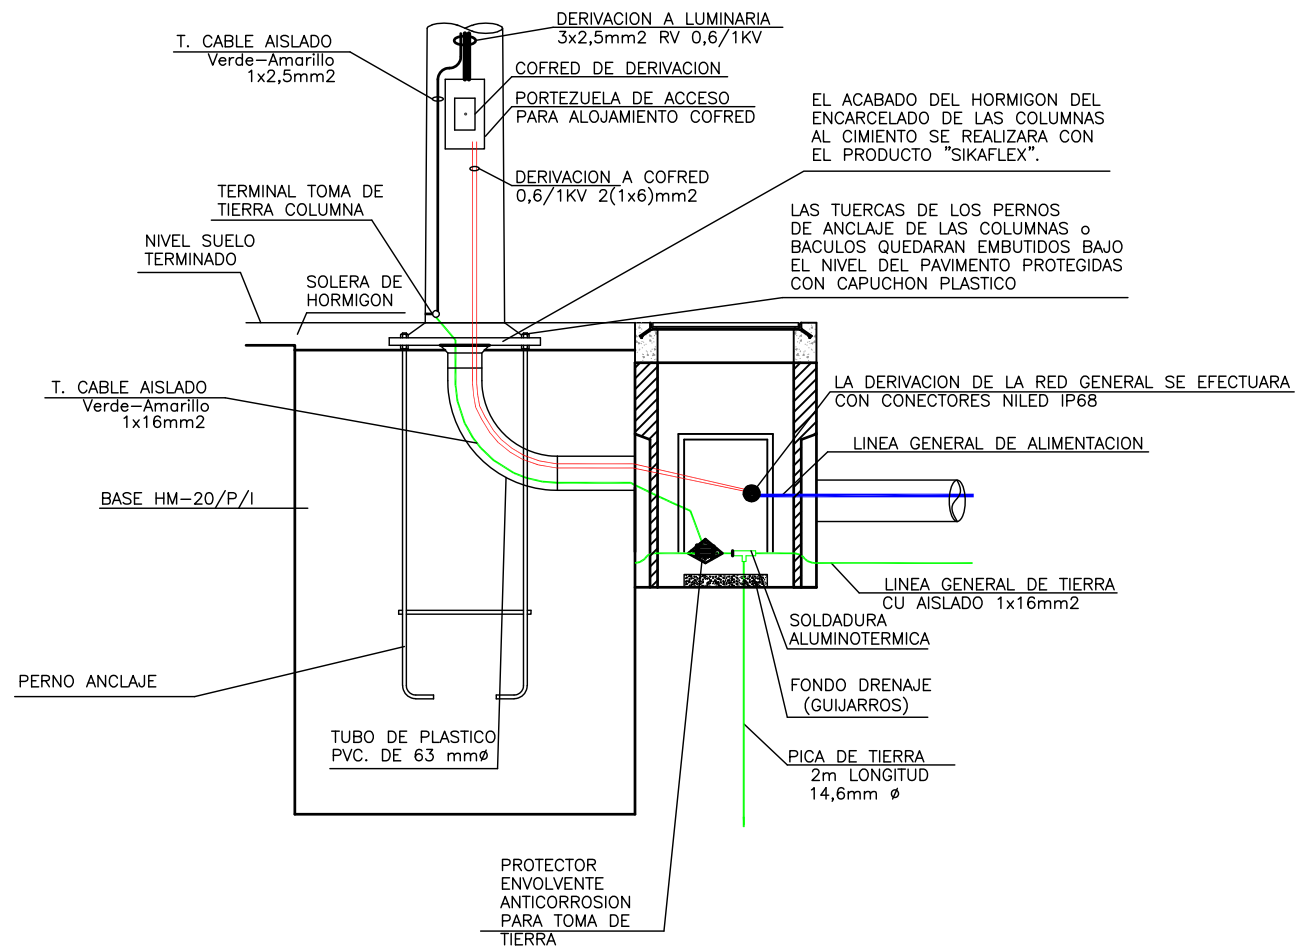 DERIVACION A LUMINARIA
3x2,5mm2 RV 0,6/1KV
T. CABLE AISLADO
Verde-Amarillo
1x2,5mm2
COFRED DE DERIVACION
PORTEZUELA DE ACCESO
PARA ALOJAMIENTO COFRED
EL ACABADO DEL HORMIGON DEL
ENCARCELADO DE LAS COLUMNAS
AL CIMIENTO SE REALIZARA CON
EL PRODUCTO "SIKAFLEX".
DERIVACION A COFRED
0,6/1KV 2(1x6)mm2
TERMINAL TOMA DE
TIERRA COLUMNA
LAS TUERCAS DE LOS PERNOS
DE ANCLAJE DE LAS COLUMNAS o
BACULOS QUEDARAN EMBUTIDOS BAJO
EL NIVEL DEL PAVIMENTO PROTEGIDAS
CON CAPUCHON PLASTICO
NIVEL SUELO
TERMINADO
SOLERA DE
HORMIGON
T. CABLE AISLADO
Verde-Amarillo
1x16mm2
LA DERIVACION DE LA RED GENERAL SE EFECTUARA
CON CONECTORES NILED IP68
LINEA GENERAL DE ALIMENTACION
BASE HM-20/P/I
LINEA GENERAL DE TIERRA
CU AISLADO 1x16mm2
SOLDADURA
ALUMINOTERMICA
PERNO ANCLAJE
FONDO DRENAJE
(GUIJARROS)
TUBO DE PLASTICO
PVC. DE 63 mmø
PICA DE TIERRA
2m LONGITUD
14,6mm ø
PROTECTOR
ENVOLVENTE
ANTICORROSION
PARA TOMA DE
TIERRA